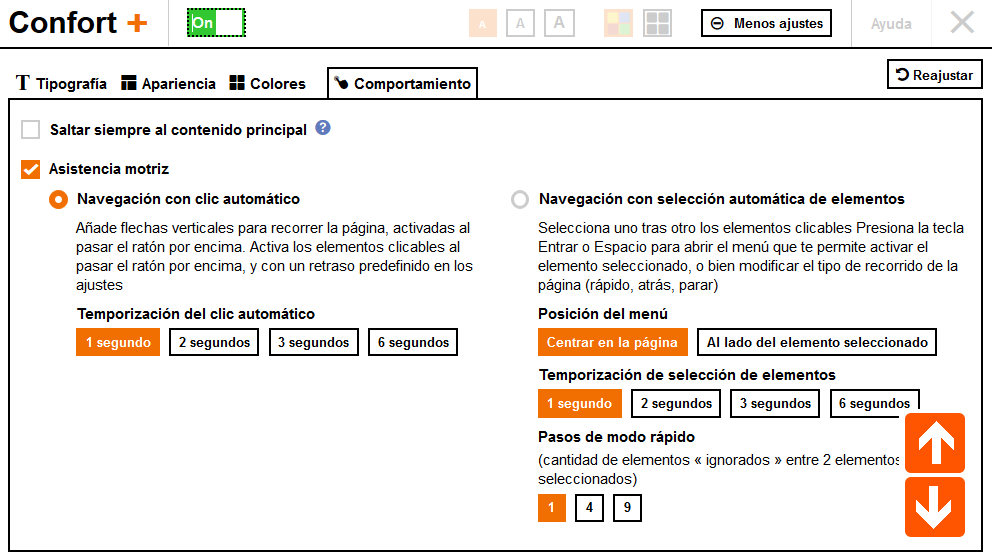 Confort +
On
A
A
A
Menos ajustes
Ayuda
Reajustar
T Tipografía
Apariencia
Colores
Comportamiento
Saltar siempre al contenido principal ?
Asistencia motriz
Navegación con clic automático
Añade flechas verticales para recorrer la página, activadas al
pasar el ratón por encima. Activa los elementos clicables al
pasar el ratón por encima, y con un retraso predefinido en los
ajustes
Temporización del clic automático
1 segundo 2 segundos 3 segundos 6 segundos
Navegación con selección automática de elementos
Selecciona uno tras otro los elementos clicables Presiona la tecla
Entrar o Espacio para abrir el menú que te permite activar el
elemento seleccionado, o bien modificar el tipo de recorrido de la
página (rápido, atrás, parar)
Posición del menú
Centrar en la página Al lado del elemento seleccionado
Temporización de selección de elementos
1 segundo 2 segundos 3 segundos 6 segundos
Pasos de modo rápido
(cantidad de elementos « ignorados » entre 2 elementos
seleccionados)
1 4 9